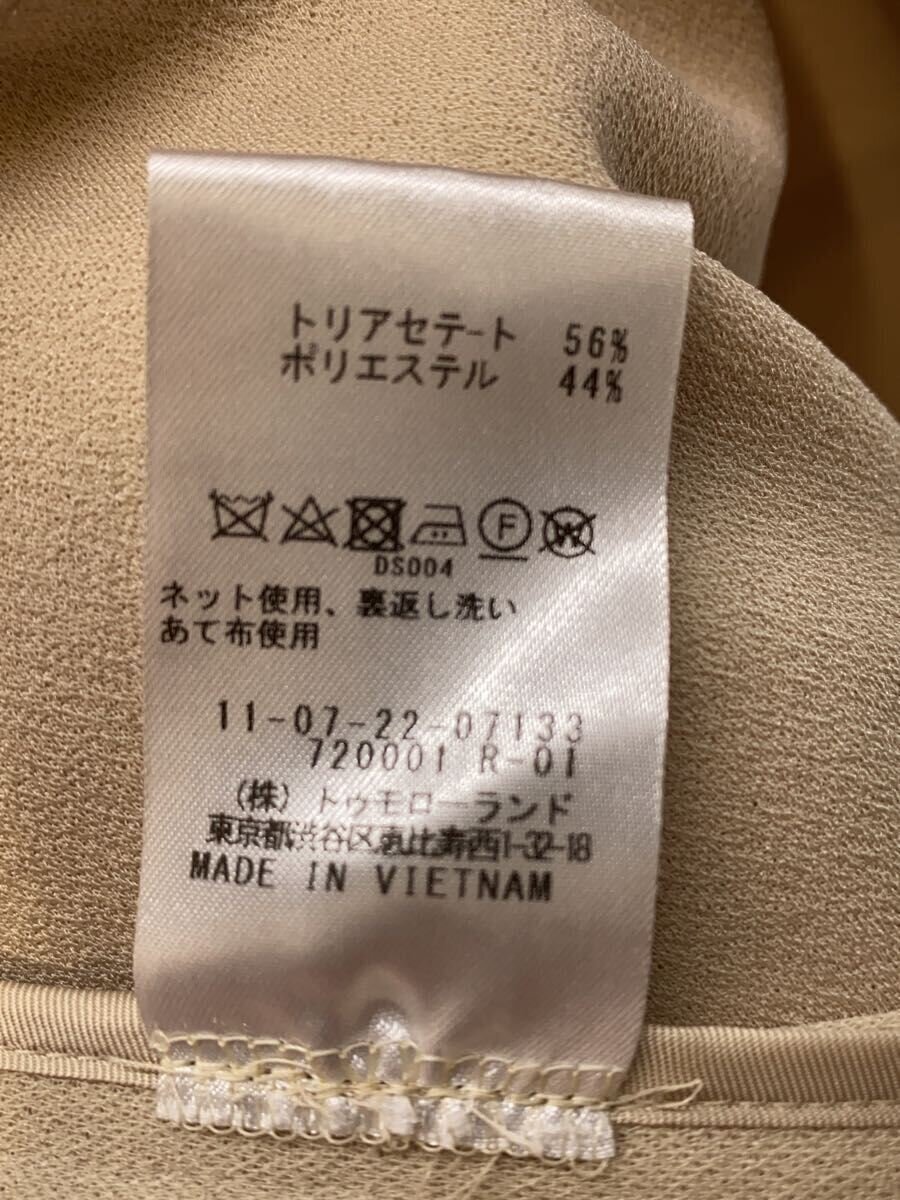 トリアセテート 56%
ポリエステル 44%
F W
DS004
ネット使用、裏返し洗い
あて布使用
11-07-22-07133
720001 R-01
(株) トゥモローランド
東京都渋谷区恵比寿西1-32-18
MADE IN VIETNAM